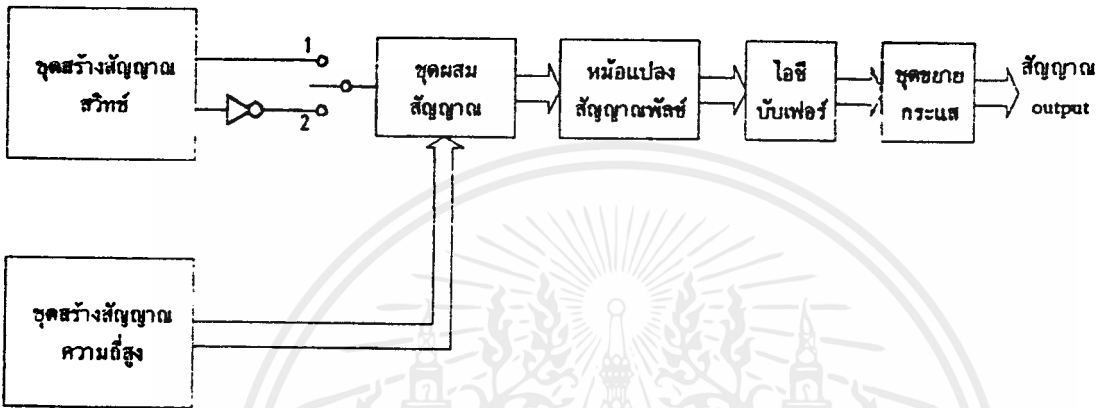 ชุดสร้างสัญญาณ
สวิทช์
1
2
ชุดผสม
สัญญาณ
หม้อแปลง
สัญญาณพัลซ์
ไอซี
บับเฟอร์
ชุดขยาย
กระแส
สัญญาณ
output
ชุดสร้างสัญญาณ
ความถี่สูง